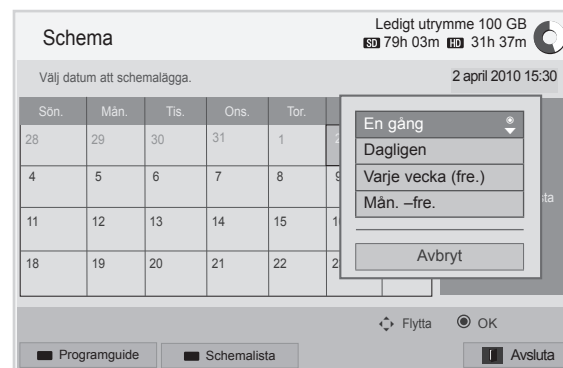 Schema
Ledigt utrymme 100 GB
SD 79h 03m HD 31h 37m
Välj datum att schemalägga.
2 april 2010 15:30
Sön. Mån. Tis. Ons. Tor.
28 29 30 31 1
4 5 6 7 8
11 12 13 14 15
18 19 20 21 22
En gång
Dagligen
Varje vecka (fre.)
Mån. –fre.
Avbryt
Flytta OK
Programguide Schemalista Avsluta